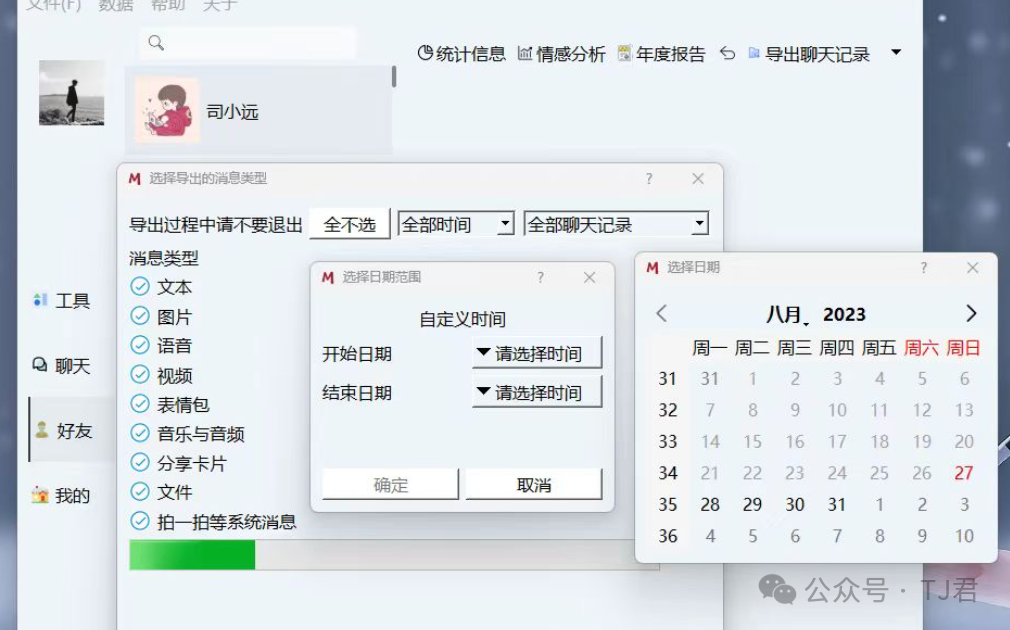 文件(F) 数据 帮助 关于
统计信息 情感分析 年度报告 导出聊天记录
司小远
工具
聊天
好友
我的
M 选择导出的消息类型 ? ×
导出过程中请不要退出 全不选 全部时间 全部聊天记录
消息类型
文本
图片
语音
视频
表情包
音乐与音频
分享卡片
文件
拍一拍等系统消息
M 选择日期范围 ? ×
自定义时间
开始日期 请选择时间
结束日期 请选择时间
确定 取消
M 选择日期 ? ×
八月, 2023
周一 周二 周三 周四 周五 周六 周日
31 31 1 2 3 4 5 6
32 7 8 9 10 11 12 13
33 14 15 16 17 18 19 20
34 21 22 23 24 25 26 27
35 28 29 30 31 1 2 3
36 4 5 6 7 8 9 10
公众号 · TJ君